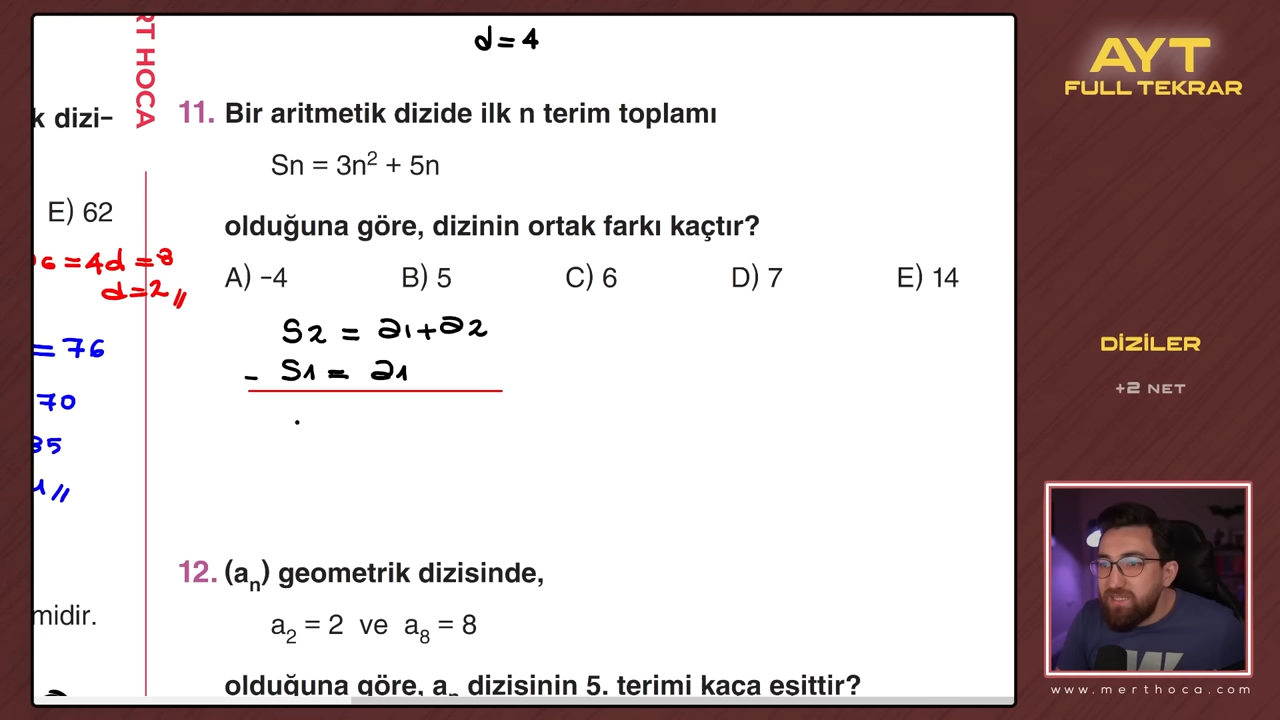 RT HOCA
d = 4
k dizi-
E) 62
6 = 4d = 8
d = 2 //
= 76
70
35
1 //
midir.
11. Bir aritmetik dizide ilk n terim toplamı
Sn = 3n² + 5n
olduğuna göre, dizinin ortak farkı kaçtır?
A) -4 B) 5 C) 6 D) 7 E) 14
S2 = a1+a2
- S1 = a1
12. (aₙ) geometrik dizisinde,
a₂ = 2 ve a₈ = 8
olduğuna göre, aₙ dizisinin 5. terimi kaça eşittir?
AYT
FULL TEKRAR
DİZİLER
+2 NET
www.merthoca.com